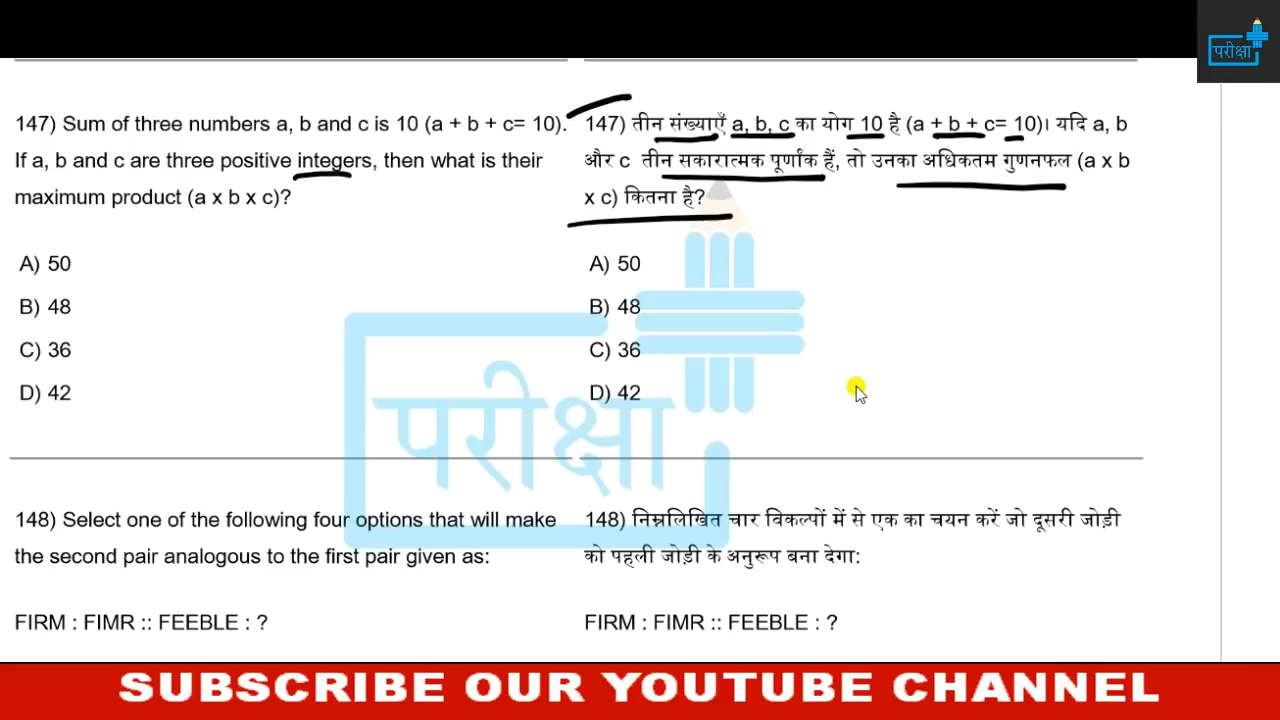 परीक्षा
147) Sum of three numbers a, b and c is 10 (a + b + c= 10).
If a, b and c are three positive integers, then what is their
maximum product (a x b x c)?
A) 50
B) 48
C) 36
D) 42
147) तीन संख्याएँ a, b, c का योग 10 है (a + b + c= 10)। यदि a, b
और c तीन सकारात्मक पूर्णांक हैं, तो उनका अधिकतम गुणनफल (a x b
x c) कितना है?
A) 50
B) 48
C) 36
D) 42
परीक्षा
148) Select one of the following four options that will make
the second pair analogous to the first pair given as:
FIRM : FIMR :: FEEBLE : ?
148) निम्नलिखित चार विकल्पों में से एक का चयन करें जो दूसरी जोड़ी
को पहली जोड़ी के अनुरूप बना देगा:
FIRM : FIMR :: FEEBLE : ?
SUBSCRIBE OUR YOUTUBE CHANNEL